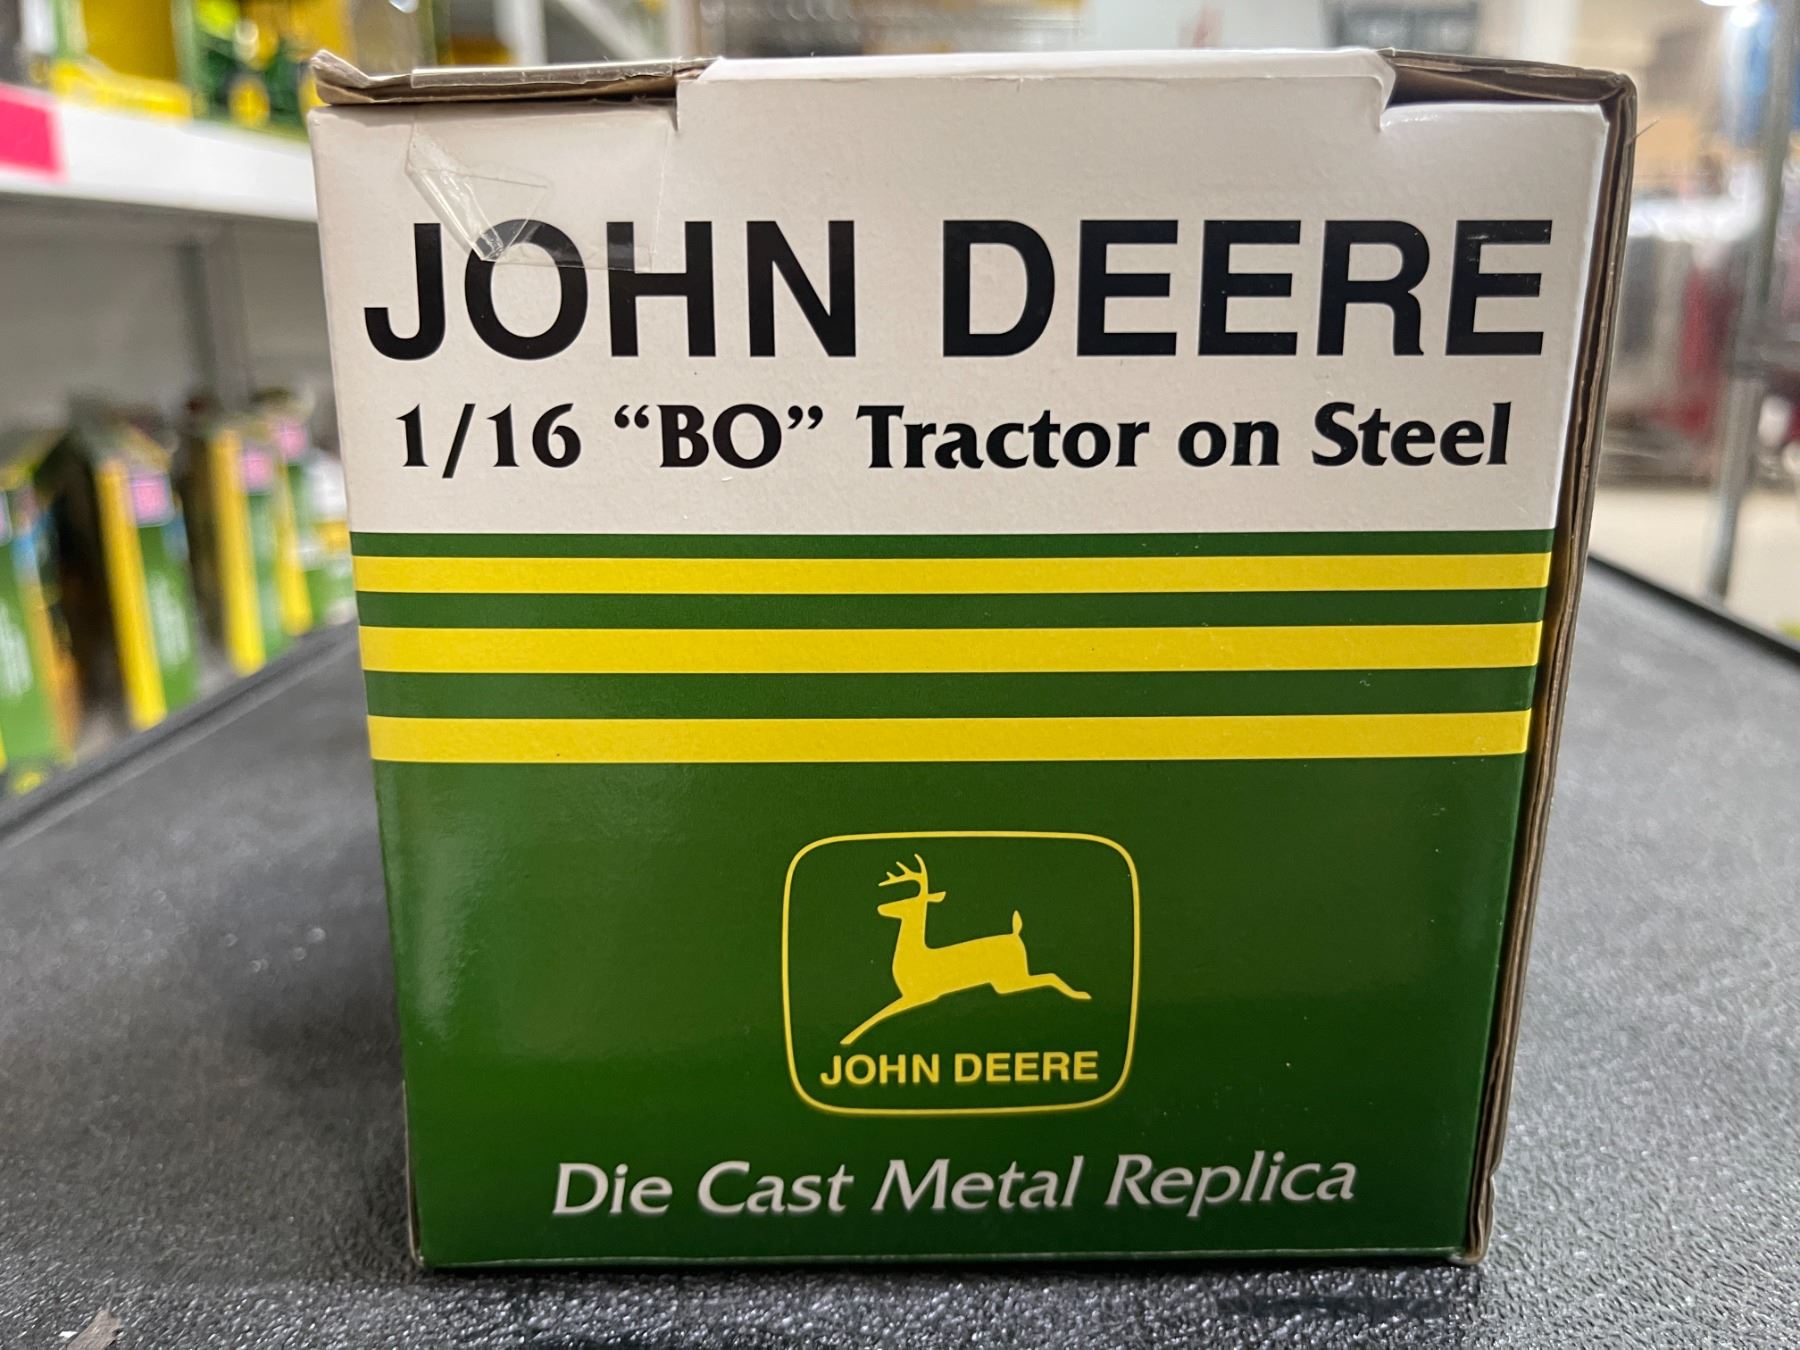 JOHN DEERE
1/16 “BO” Tractor on Steel
JOHN DEERE
Die Cast Metal Replica